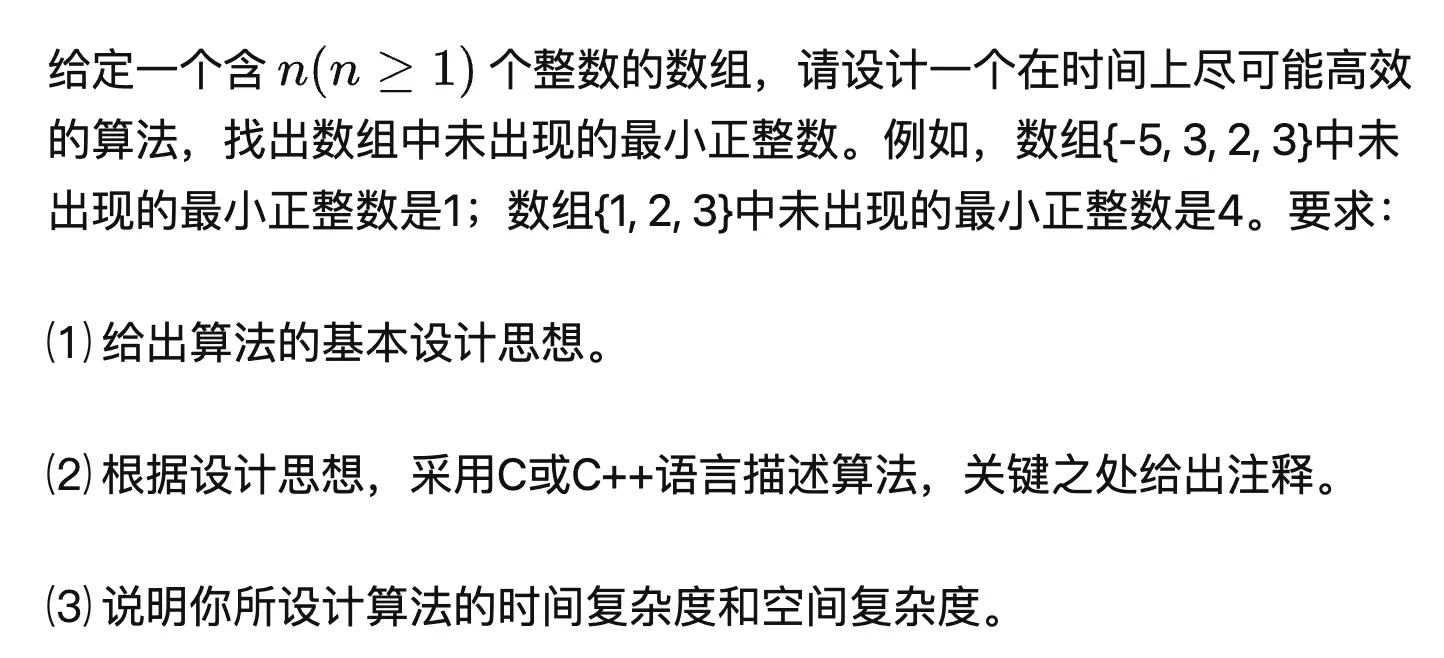 给定一个含 n(n ≥ 1) 个整数的数组，请设计一个在时间上尽可能高效
的算法，找出数组中未出现的最小正整数。例如，数组{-5, 3, 2, 3}中未
出现的最小正整数是1；数组{1, 2, 3}中未出现的最小正整数是4。要求：
⑴ 给出算法的基本设计思想。
⑵ 根据设计思想，采用C或C++语言描述算法，关键之处给出注释。
⑶ 说明你所设计算法的时间复杂度和空间复杂度。